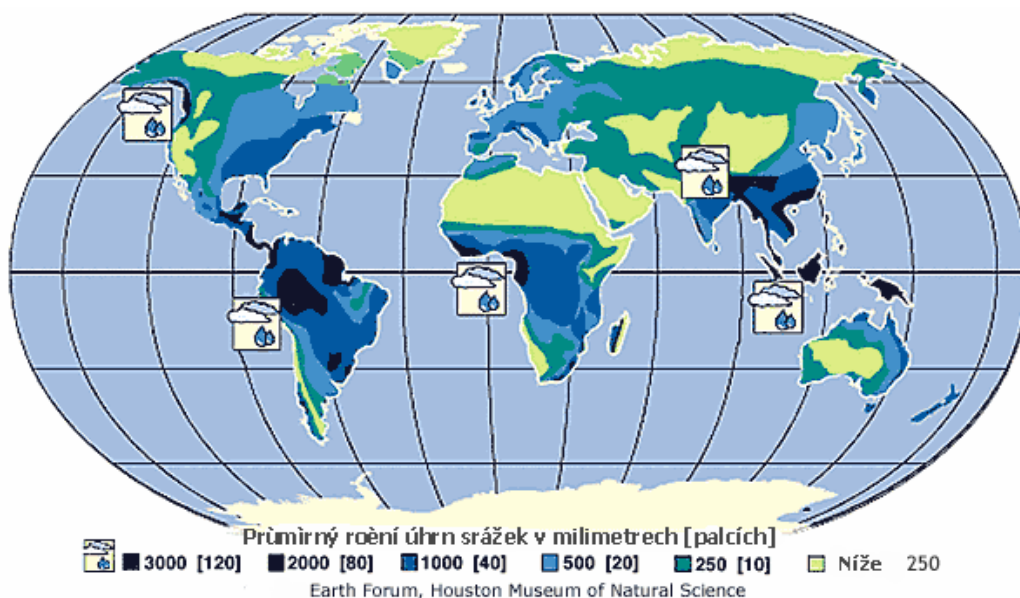 Prùmìrný roèní úhrn srážek v milimetrech [palcích]
3000 [120] 2000 [80] 1000 [40] 500 [20] 250 [10] Níže 250
Earth Forum, Houston Museum of Natural Science